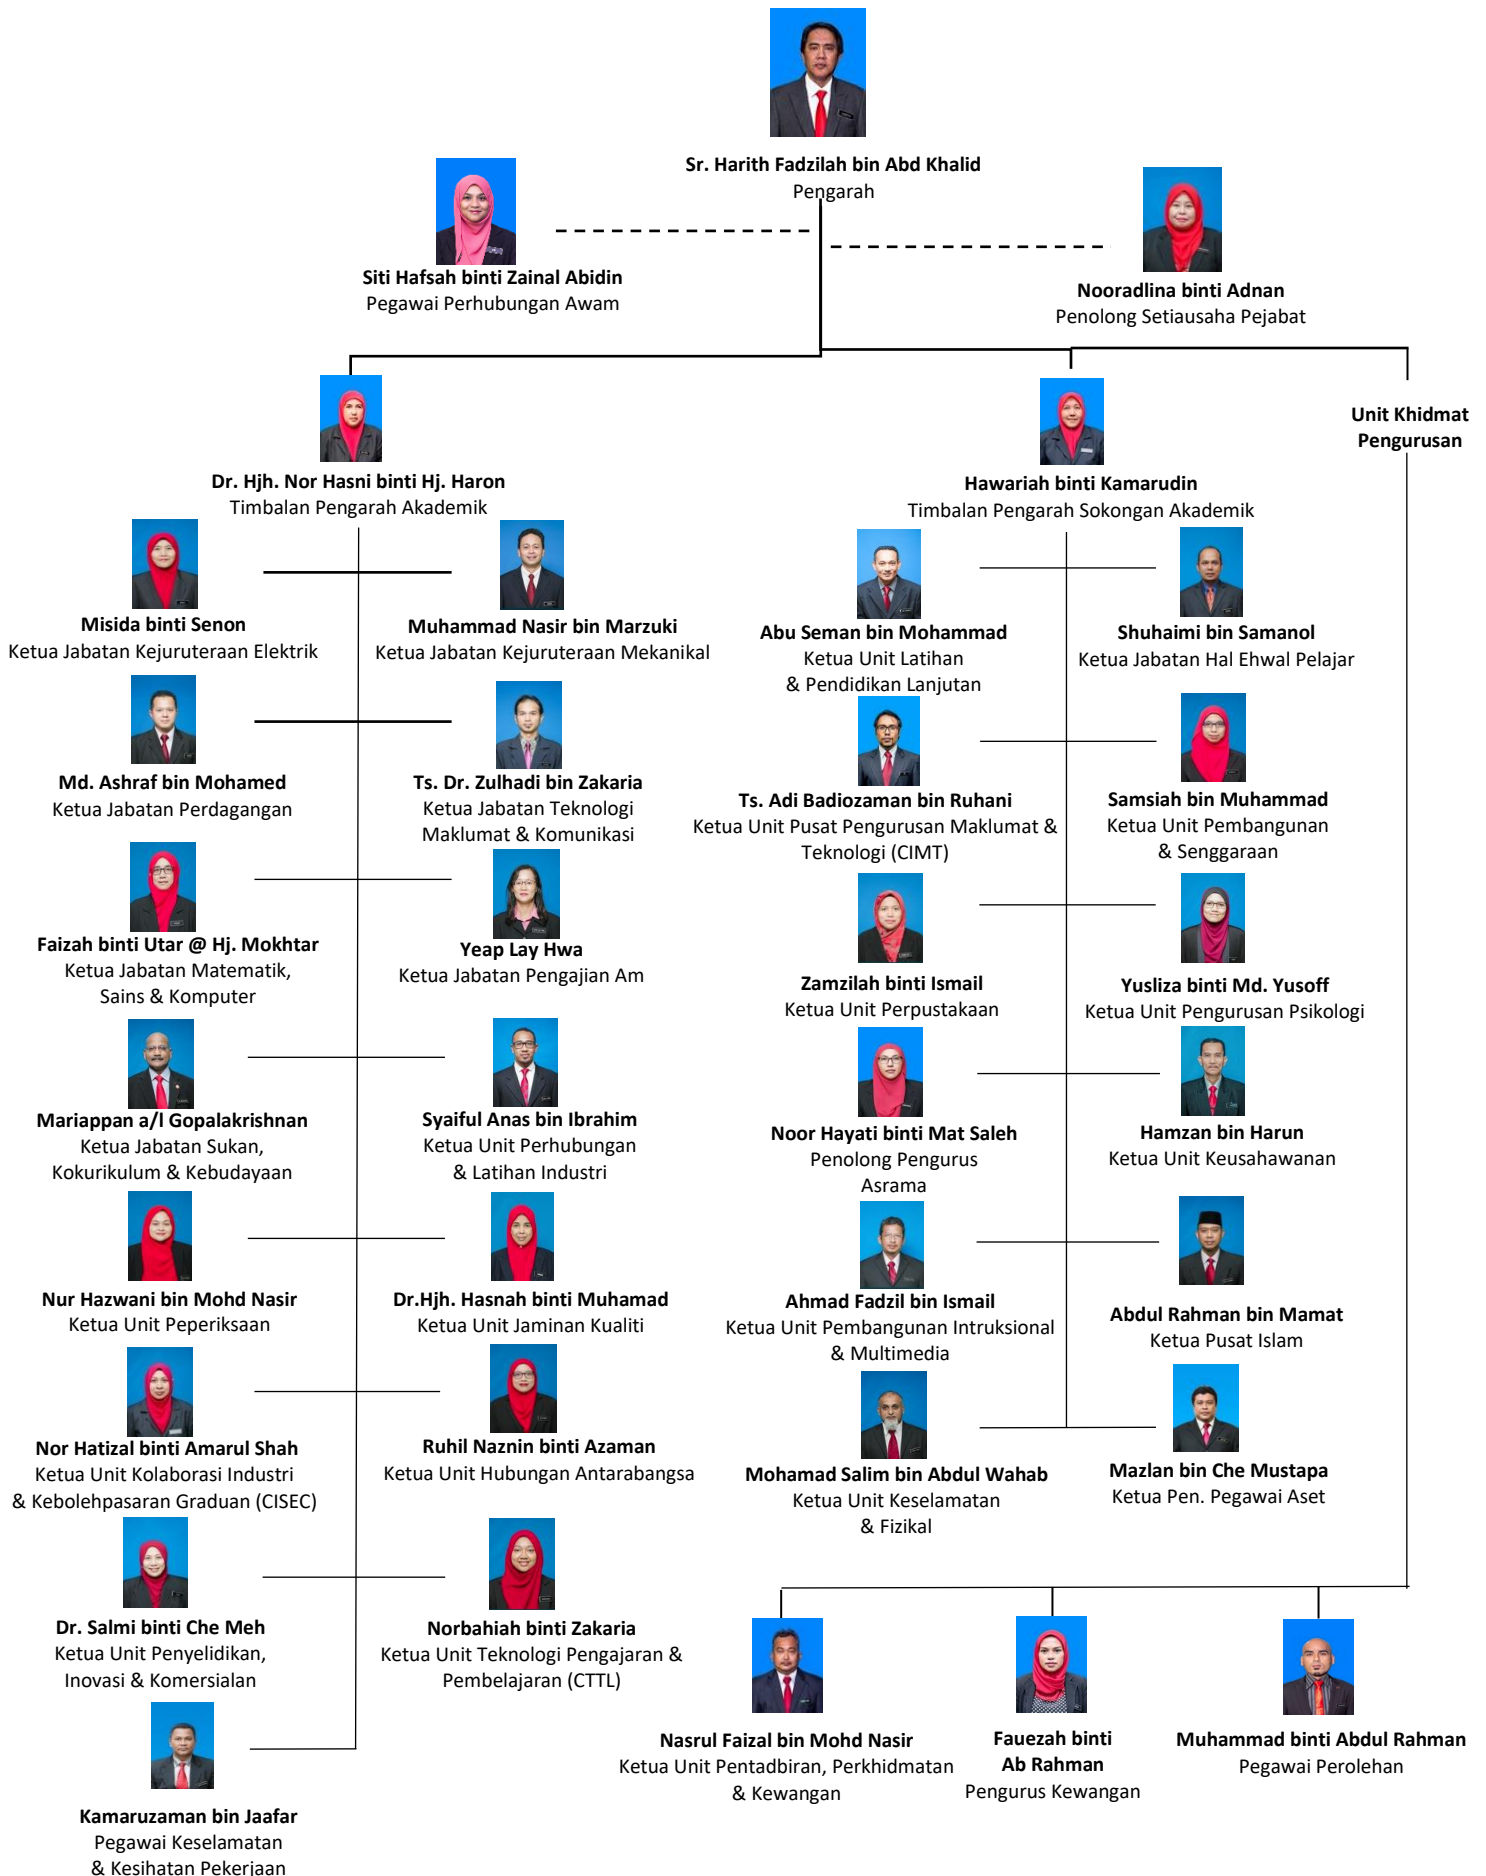 Sr. Harith Fadzilah bin Abd Khalid
Pengarah
Siti Hafsah binti Zainal Abidin
Pegawai Perhubungan Awam
Nooradlina binti Adnan
Penolong Setiausaha Pejabat
Dr. Hjh. Nor Hasni binti Hj. Haron
Timbalan Pengarah Akademik
Hawariah binti Kamarudin
Timbalan Pengarah Sokongan Akademik
Unit Khidmat
Pengurusan
Misida binti Senon
Ketua Jabatan Kejuruteraan Elektrik
Muhammad Nasir bin Marzuki
Ketua Jabatan Kejuruteraan Mekanikal
Md. Ashraf bin Mohamed
Ketua Jabatan Perdagangan
Ts. Dr. Zulhadi bin Zakaria
Ketua Jabatan Teknologi
Maklumat & Komunikasi
Faizah binti Utar @ Hj. Mokhtar
Ketua Jabatan Matematik,
Sains & Komputer
Yeap Lay Hwa
Ketua Jabatan Pengajian Am
Mariappan a/l Gopalakrishnan
Ketua Jabatan Sukan,
Kokurikulum & Kebudayaan
Syaiful Anas bin Ibrahim
Ketua Unit Perhubungan
& Latihan Industri
Nur Hazwani bin Mohd Nasir
Ketua Unit Peperiksaan
Dr.Hjh. Hasnah binti Muhamad
Ketua Unit Jaminan Kualiti
Nor Hatizal binti Amarul Shah
Ketua Unit Kolaborasi Industri
& Kebolehpasaran Graduan (CISEC)
Ruhil Naznin binti Azaman
Ketua Unit Hubungan Antarabangsa
Dr. Salmi binti Che Meh
Ketua Unit Penyelidikan,
Inovasi & Komersialan
Norbahiah binti Zakaria
Ketua Unit Teknologi Pengajaran &
Pembelajaran (CTTL)
Kamaruzaman bin Jaafar
Pegawai Keselamatan
& Kesihatan Pekerjaan
Abu Seman bin Mohammad
Ketua Unit Latihan
& Pendidikan Lanjutan
Shuhaimi bin Samanol
Ketua Jabatan Hal Ehwal Pelajar
Ts. Adi Badiozaman bin Ruhani
Ketua Unit Pusat Pengurusan Maklumat &
Teknologi (CIMT)
Samsiah bin Muhammad
Ketua Unit Pembangunan
& Senggaraan
Zamzilah binti Ismail
Ketua Unit Perpustakaan
Yusliza binti Md. Yusoff
Ketua Unit Pengurusan Psikologi
Noor Hayati binti Mat Saleh
Penolong Pengurus
Asrama
Hamzan bin Harun
Ketua Unit Keusahawanan
Ahmad Fadzil bin Ismail
Ketua Unit Pembangunan Intruksional
& Multimedia
Abdul Rahman bin Mamat
Ketua Pusat Islam
Mohamad Salim bin Abdul Wahab
Ketua Unit Keselamatan
& Fizikal
Mazlan bin Che Mustapa
Ketua Pen. Pegawai Aset
Nasrul Faizal bin Mohd Nasir
Ketua Unit Pentadbiran, Perkhidmatan
& Kewangan
Fauezah binti
Ab Rahman
Pengurus Kewangan
Muhammad binti Abdul Rahman
Pegawai Perolehan